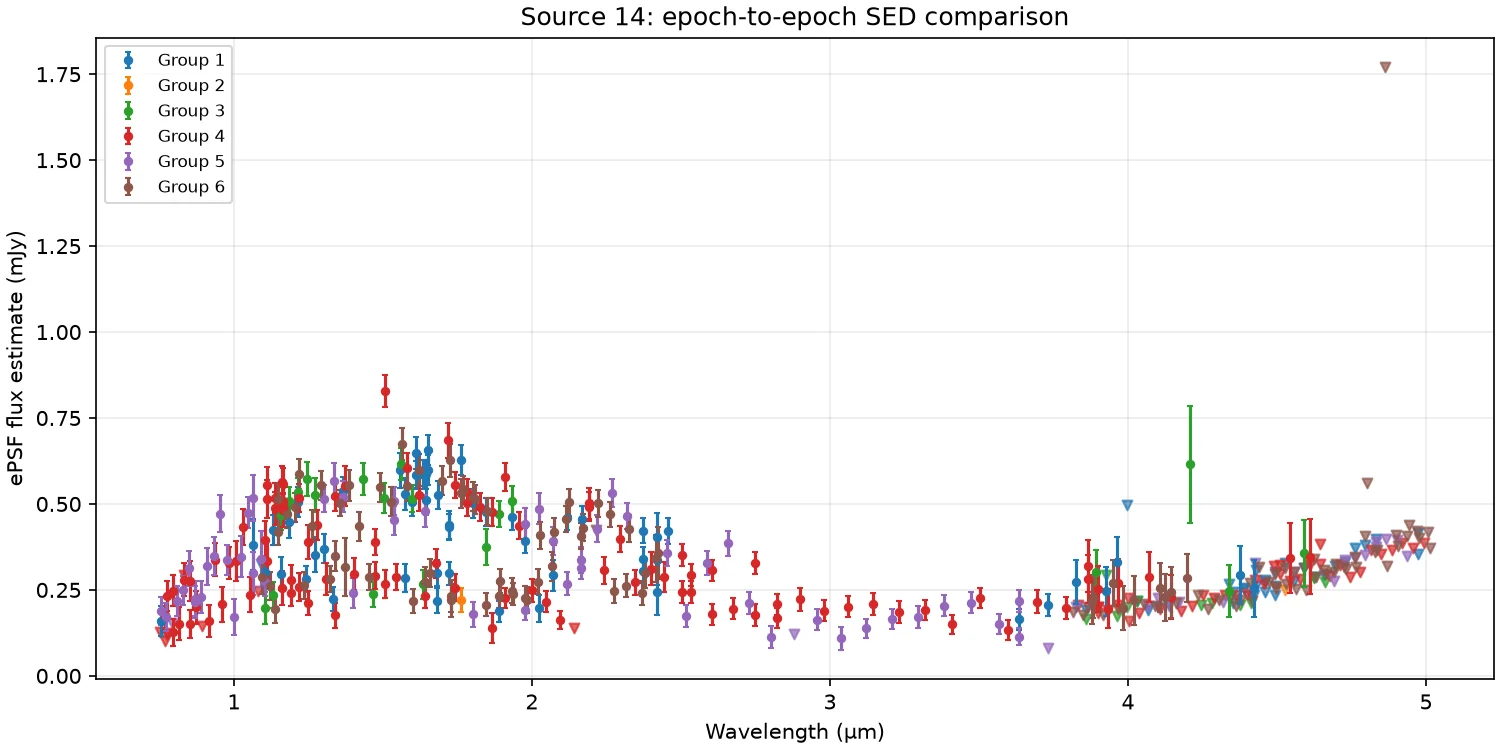 Source 14: epoch-to-epoch SED comparison
Group 1
Group 2
Group 3
Group 4
Group 5
Group 6
ePSF flux estimate (mJy)
1.75
1.50
1.25
1.00
0.75
0.50
0.25
0.00
1 2 3 4 5
Wavelength (μm)